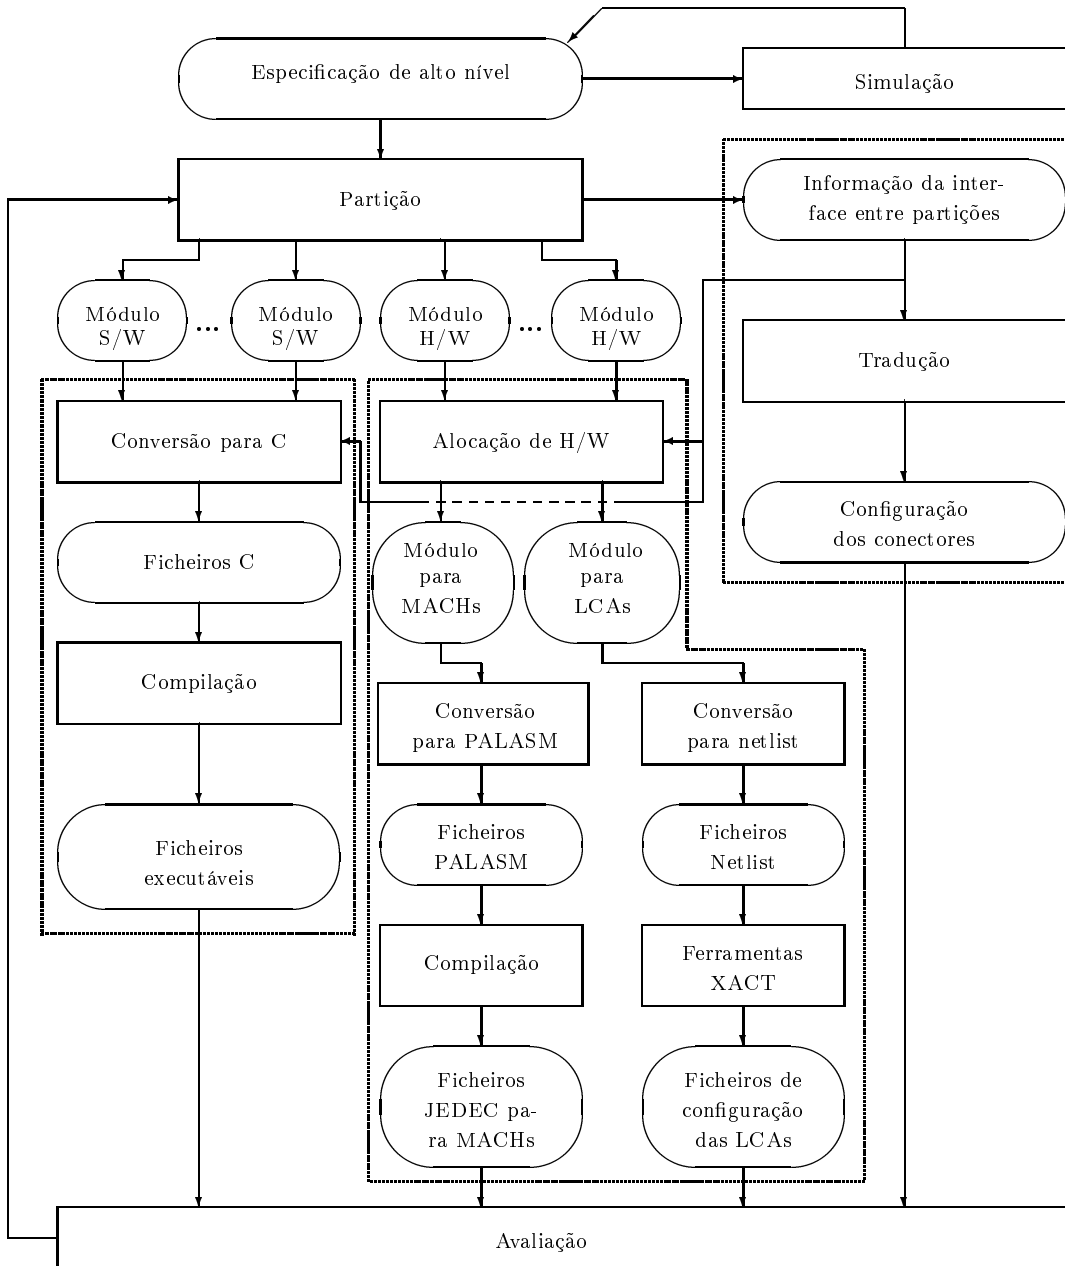 Especificação de alto nível
Simulação
Partição
Informação da inter-
face entre partições
Módulo
S/W
...
Módulo
S/W
Módulo
H/W
...
Módulo
H/W
Tradução
Conversão para C
Alocação de H/W
Configuração
dos conectores
Ficheiros C
Módulo
para
MACHs
Módulo
para
LCAs
Compilação
Conversão
para PALASM
Conversão
para netlist
Ficheiros
executáveis
Ficheiros
PALASM
Ficheiros
Netlist
Compilação
Ferramentas
XACT
Ficheiros
JEDEC pa-
ra MACHs
Ficheiros de
configuração
das LCAs
Avaliação